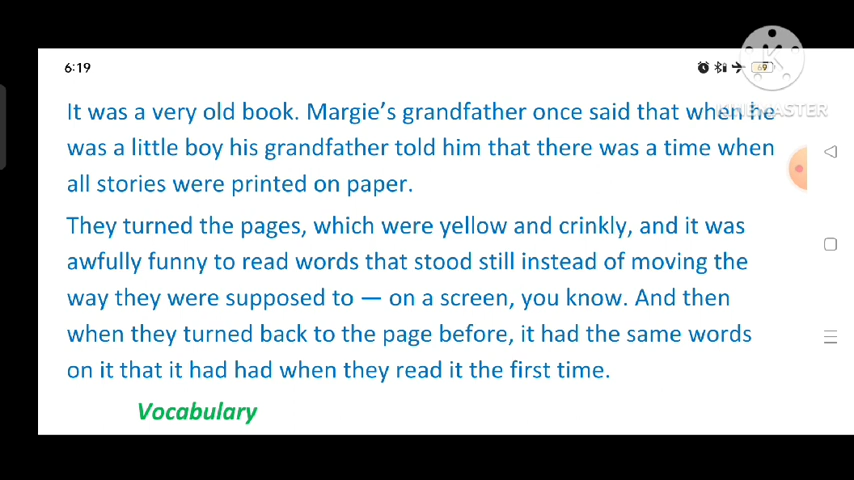 6:19
69
KINEMASTER
It was a very old book. Margie's grandfather once said that when he
was a little boy his grandfather told him that there was a time when
all stories were printed on paper.
They turned the pages, which were yellow and crinkly, and it was
awfully funny to read words that stood still instead of moving the
way they were supposed to — on a screen, you know. And then
when they turned back to the page before, it had the same words
on it that it had had when they read it the first time.
Vocabulary